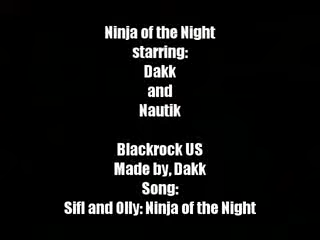 Ninja of the Night
starring:
Dakk
and
Nautik
Blackrock US
Made by, Dakk
Song:
Sifl and Olly: Ninja of the Night